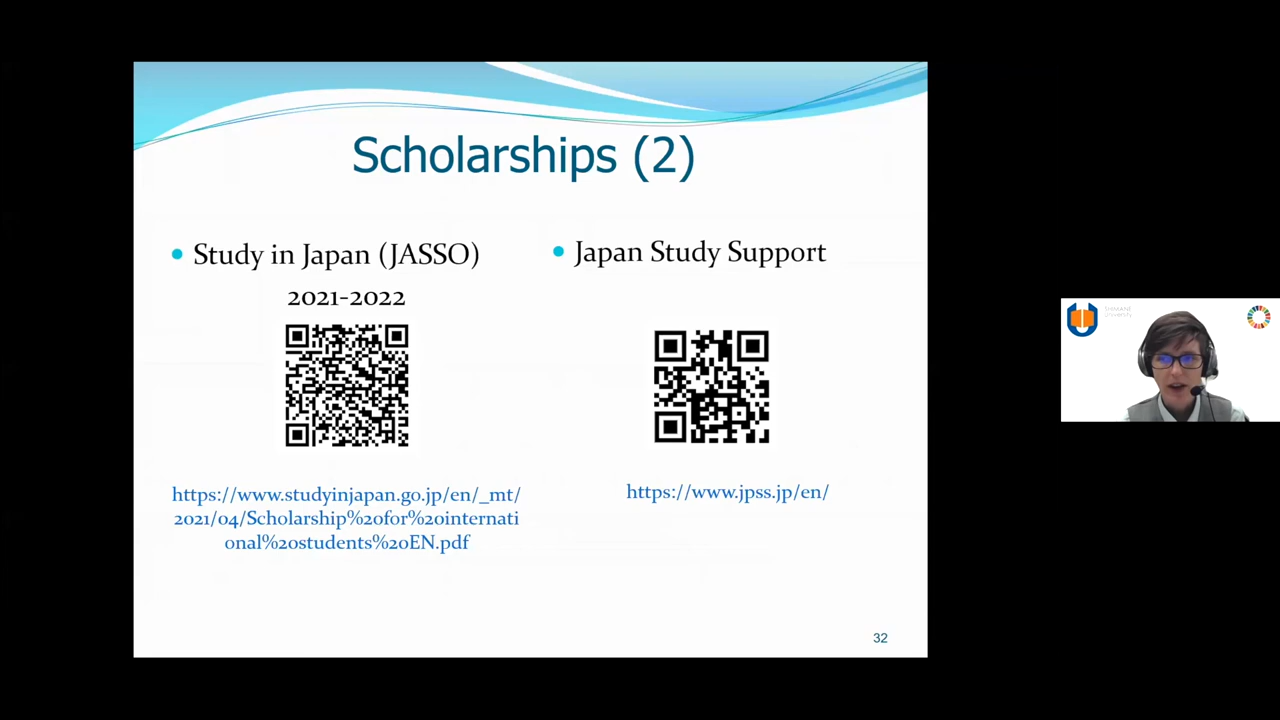 Scholarships (2)
• Study in Japan (JASSO)
2021-2022
https://www.studyinjapan.go.jp/en/_mt/
2021/04/Scholarship%20for%20internati
onal%20students%20EN.pdf
• Japan Study Support
https://www.jpss.jp/en/
32
University